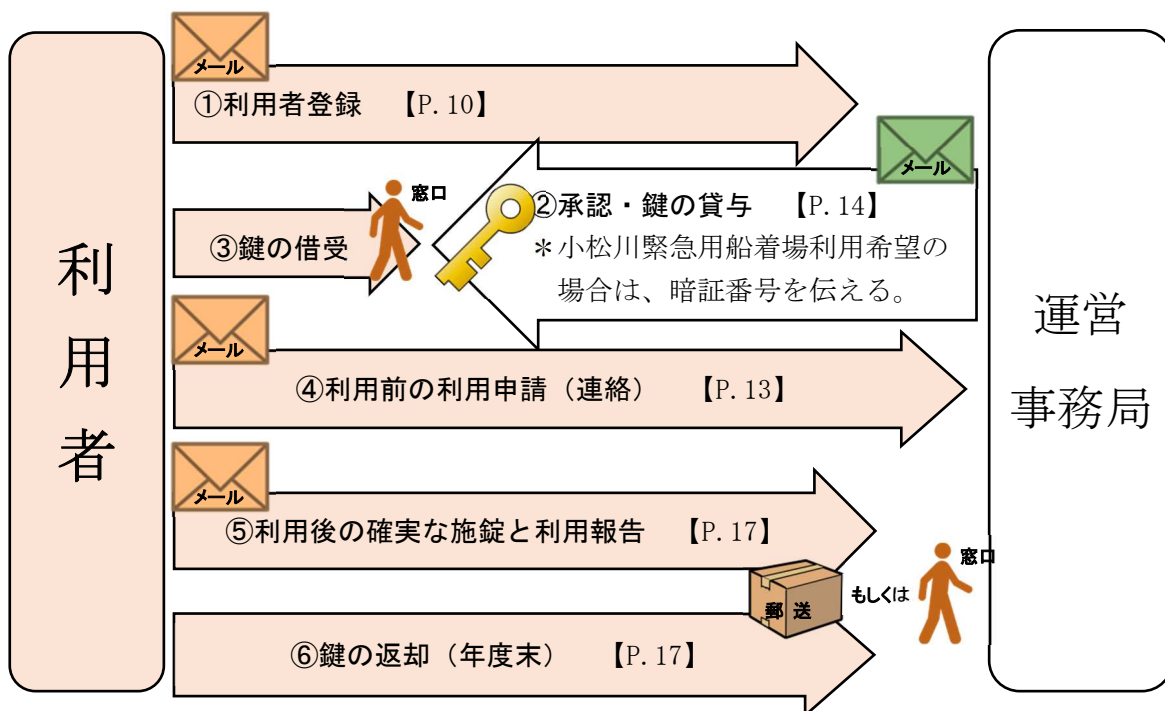 メール
①利用者登録 【P.10】
メール
窓口
②承認・鍵の貸与 【P.14】
＊小松川緊急用船着場利用希望の
場合は、暗証番号を伝える。
③鍵の借受
利用者
運営
事務局
メール
④利用前の利用申請（連絡） 【P.13】
メール
⑤利用後の確実な施錠と利用報告 【P.17】
郵送
もしくは
窓口
⑥鍵の返却（年度末） 【P.17】